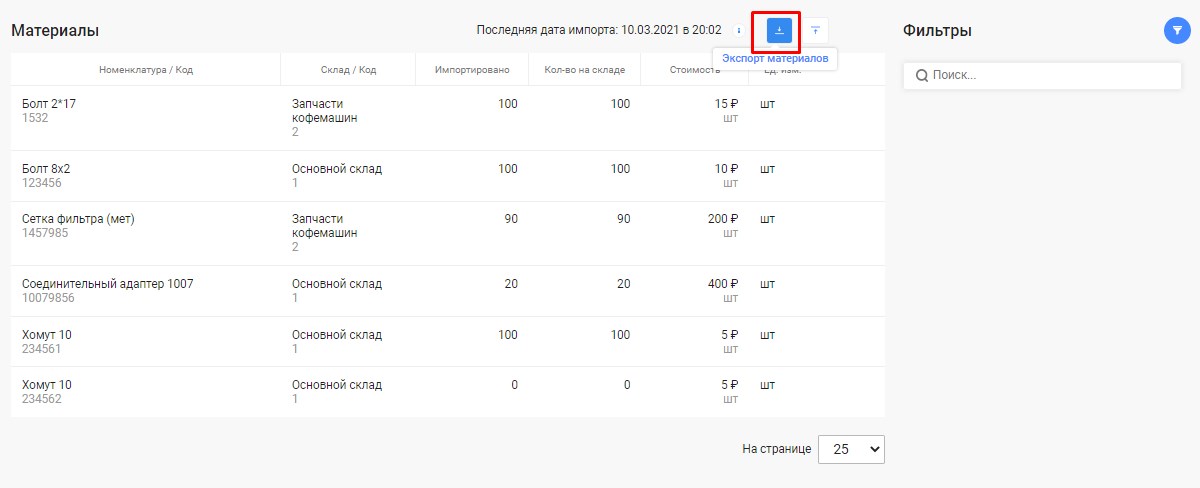 Материалы
Последняя дата импорта: 10.03.2021 в 20:02
Экспорт материалов
Фильтры
Поиск...
Номенклатура / Код Склад / Код Импортировано Кол-во на складе Стоимость Ед. изм.
Болт 2*17 Запчасти 100 100 15 ₽ шт
1532 кофемашин шт
2
Болт 8х2 Основной склад 100 100 10 ₽ шт
123456 1 шт
Сетка фильтра (мет) Запчасти 90 90 200 ₽ шт
1457985 кофемашин шт
2
Соединительный адаптер 1007 Основной склад 20 20 400 ₽ шт
10079856 1 шт
Хомут 10 Основной склад 100 100 5 ₽ шт
234561 1 шт
Хомут 10 Основной склад 0 0 5 ₽ шт
234562 1 шт
На странице 25